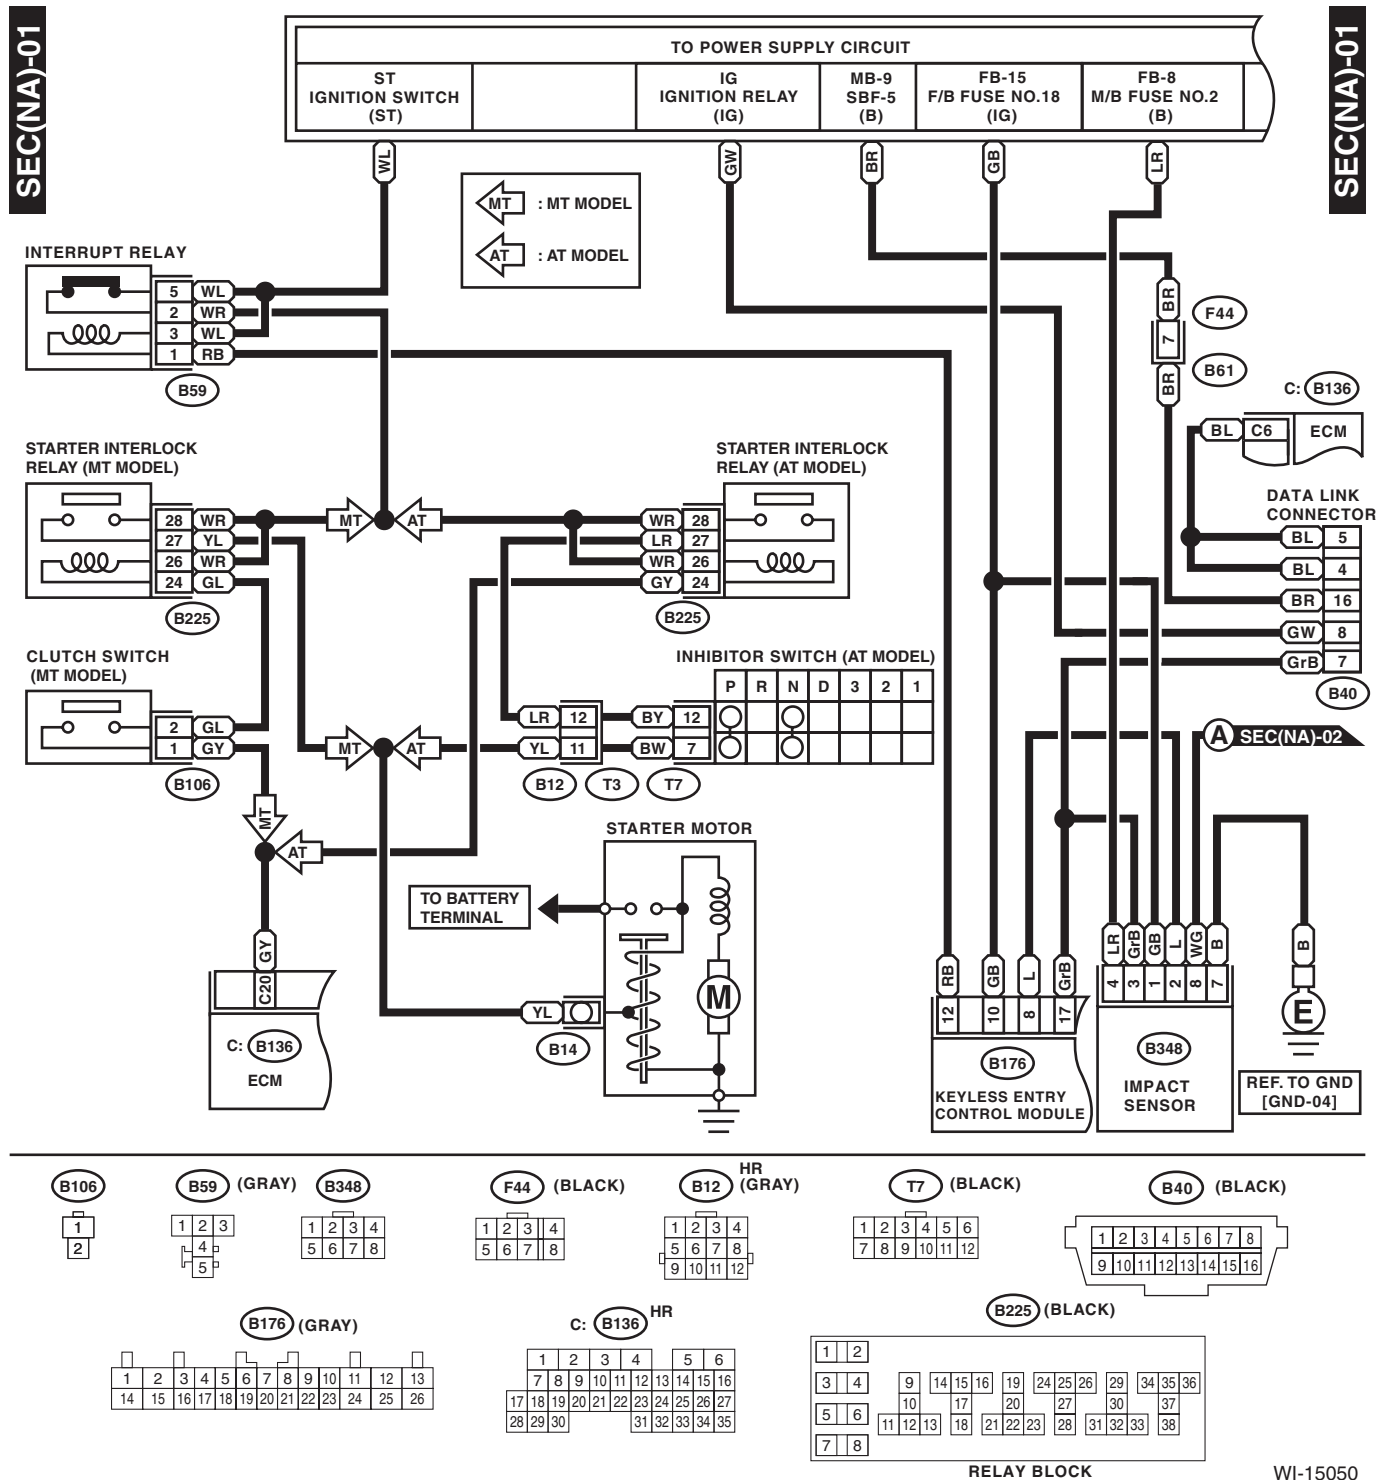 SEC(NA)-01
SEC(NA)-01
TO POWER SUPPLY CIRCUIT
ST
IGNITION SWITCH
(ST)
IG
IGNITION RELAY
(IG)
MB-9
SBF-5
(B)
FB-15
F/B FUSE NO.18
(IG)
FB-8
M/B FUSE NO.2
(B)
WL
GW
BR
GB
LR
MT : MT MODEL
AT : AT MODEL
INTERRUPT RELAY
5 WL
2 WR
3 WL
1 RB
B59
BR
F44
7
BR
B61
C: B136
BL C6 ECM
STARTER INTERLOCK
RELAY (MT MODEL)
28 WR
27 YL
26 WR
24 GL
B225
MT
AT
STARTER INTERLOCK
RELAY (AT MODEL)
WR 28
LR 27
WR 26
GY 24
B225
DATA LINK
CONNECTOR
BL 5
BL 4
BR 16
GW 8
GrB 7
B40
CLUTCH SWITCH
(MT MODEL)
2 GL
1 GY
B106
MT
AT
INHIBITOR SWITCH (AT MODEL)
P R N D 3 2 1
LR 12 BY 12
YL 11 BW 7
B12 T3 T7
A SEC(NA)-02
MT
AT
STARTER MOTOR
TO BATTERY
TERMINAL
M
YL
B14
GY
C20
C: B136
ECM
RB GB L GrB
12 10 8 17
B176
KEYLESS ENTRY
CONTROL MODULE
LR GrB GB L WG B
4 3 1 2 8 7
B348
IMPACT
SENSOR
B
E
REF. TO GND
[GND-04]
B106
1
2
B59 (GRAY)
1 2 3
4
5
B348
1 2 3 4
5 6 7 8
F44 (BLACK)
1 2 3 4
5 6 7 8
B12 HR
(GRAY)
1 2 3 4
5 6 7 8
9 10 11 12
T7 (BLACK)
1 2 3 4 5 6
7 8 9 10 11 12
B40 (BLACK)
1 2 3 4 5 6 7 8
9 10 11 12 13 14 15 16
B176 (GRAY)
1 2 3 4 5 6 7 8 9 10 11 12 13
14 15 16 17 18 19 20 21 22 23 24 25 26
C: B136 HR
1 2 3 4 5 6
7 8 9 10 11 12 13 14 15 16
17 18 19 20 21 22 23 24 25 26 27
28 29 30 31 32 33 34 35
B225 (BLACK)
1 2
3 4 9 14 15 16 19 24 25 26 29 34 35 36
10 17 20 27 30 37
5 6 11 12 13 18 21 22 23 28 31 32 33 38
7 8
RELAY BLOCK
WI-15050